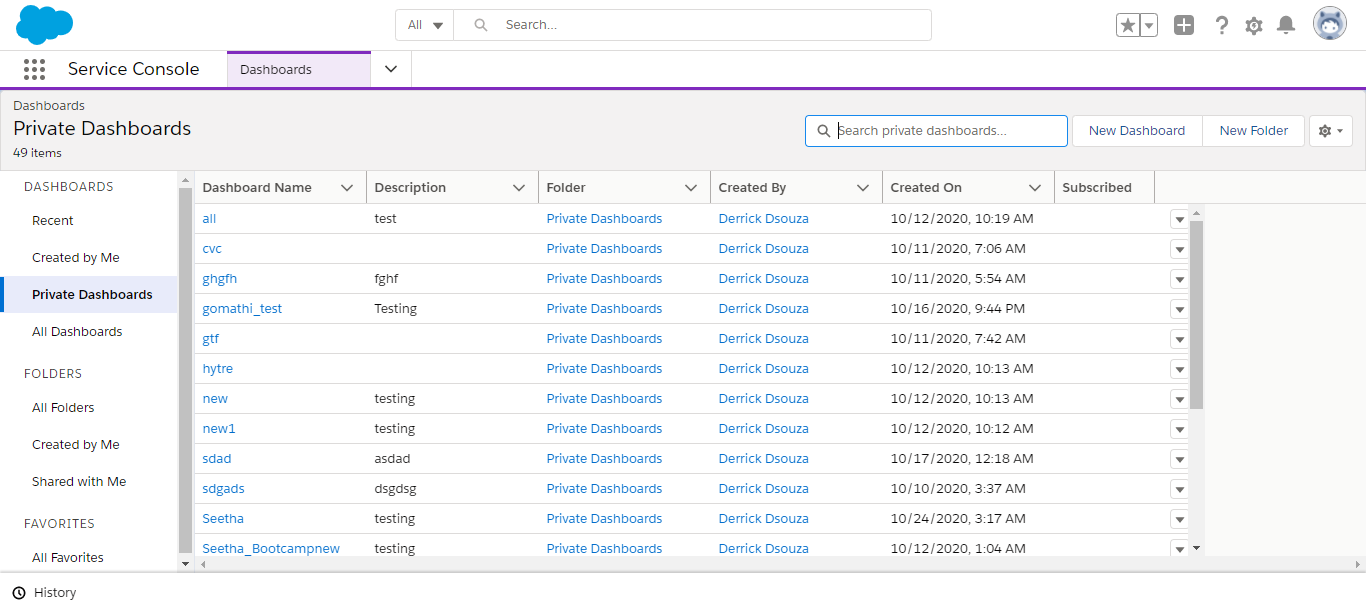 All Search...
Service Console Dashboards
Dashboards
Private Dashboards
49 items
Search private dashboards... New Dashboard New Folder
DASHBOARDS
Recent
Created by Me
Private Dashboards
All Dashboards
FOLDERS
All Folders
Created by Me
Shared with Me
FAVORITES
All Favorites
Dashboard Name Description Folder Created By Created On Subscribed
all test Private Dashboards Derrick Dsouza 10/12/2020, 10:19 AM
cvc Private Dashboards Derrick Dsouza 10/11/2020, 7:06 AM
ghgfh fghf Private Dashboards Derrick Dsouza 10/11/2020, 5:54 AM
gomathi_test Testing Private Dashboards Derrick Dsouza 10/16/2020, 9:44 PM
gtf Private Dashboards Derrick Dsouza 10/11/2020, 7:42 AM
hytre Private Dashboards Derrick Dsouza 10/12/2020, 10:13 AM
new testing Private Dashboards Derrick Dsouza 10/12/2020, 10:13 AM
new1 testing Private Dashboards Derrick Dsouza 10/12/2020, 10:12 AM
sdad asdad Private Dashboards Derrick Dsouza 10/17/2020, 12:18 AM
sdgads dsgdsg Private Dashboards Derrick Dsouza 10/10/2020, 3:37 AM
Seetha testing Private Dashboards Derrick Dsouza 10/24/2020, 3:17 AM
Seetha_Bootcampnew testing Private Dashboards Derrick Dsouza 10/12/2020, 1:04 AM
History